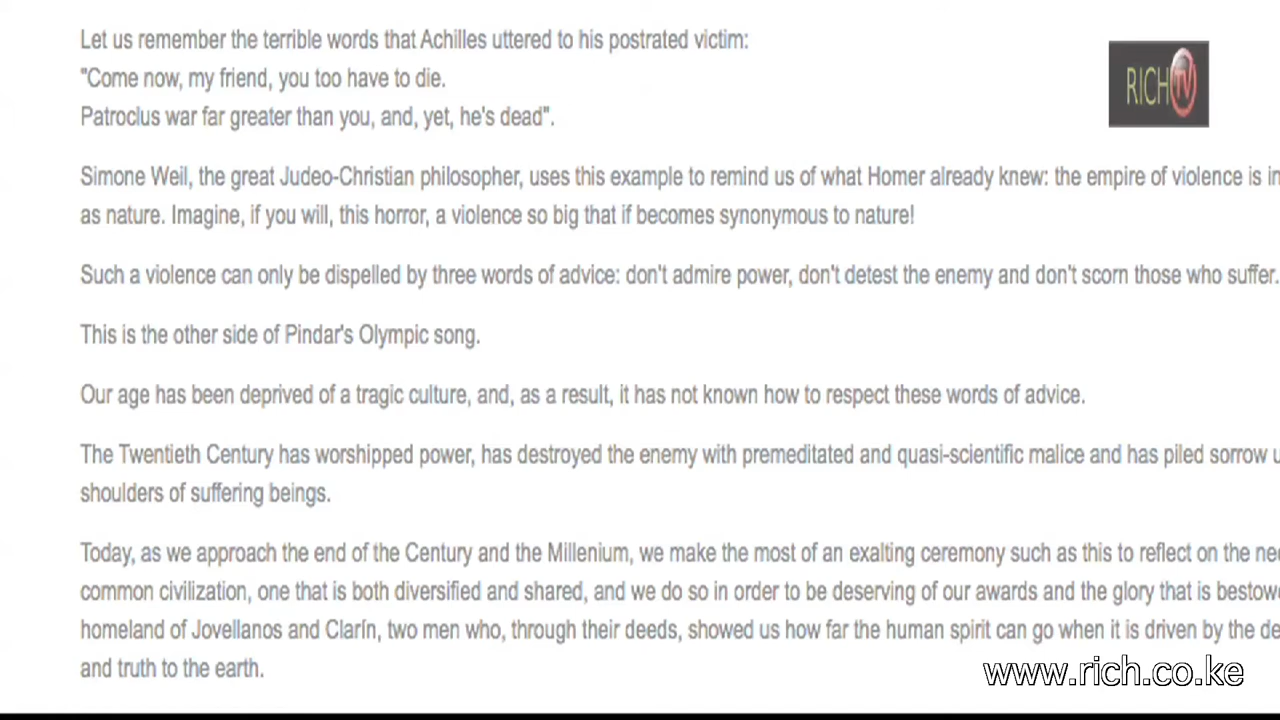 Let us remember the terrible words that Achilles uttered to his postrated victim:
"Come now, my friend, you too have to die.
Patroclus war far greater than you, and, yet, he's dead".
RICH TV
Simone Weil, the great Judeo-Christian philosopher, uses this example to remind us of what Homer already knew: the empire of violence is
as nature. Imagine, if you will, this horror, a violence so big that if becomes synonymous to nature!
Such a violence can only be dispelled by three words of advice: don't admire power, don't detest the enemy and don't scorn those who suffer.
This is the other side of Pindar's Olympic song.
Our age has been deprived of a tragic culture, and, as a result, it has not known how to respect these words of advice.
The Twentieth Century has worshipped power, has destroyed the enemy with premeditated and quasi-scientific malice and has piled sorrow
shoulders of suffering beings.
Today, as we approach the end of the Century and the Millenium, we make the most of an exalting ceremony such as this to reflect on the
common civilization, one that is both diversified and shared, and we do so in order to be deserving of our awards and the glory that is
homeland of Jovellanos and Clarín, two men who, through their deeds, showed us how far the human spirit can go when it is driven by the
and truth to the earth.
www.rich.co.ke